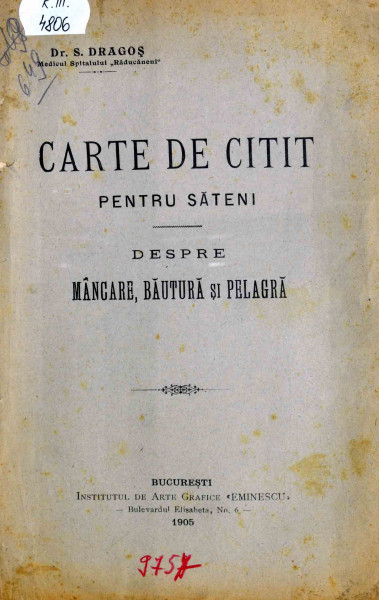 K. III.
4806
Dr. S. DRAGOȘ
Medicul Spitalului „Răducăneni"
CARTE DE CITIT
PENTRU SĂTENI
DESPRE
MÂNCARE, BĂUTURĂ ȘI PELAGRĂ
BUCUREȘTI
INSTITUTUL DE ARTE GRAFICE «EMINESCU»
— Bulevardul Elisabeta, No. 6 —
1905
9757